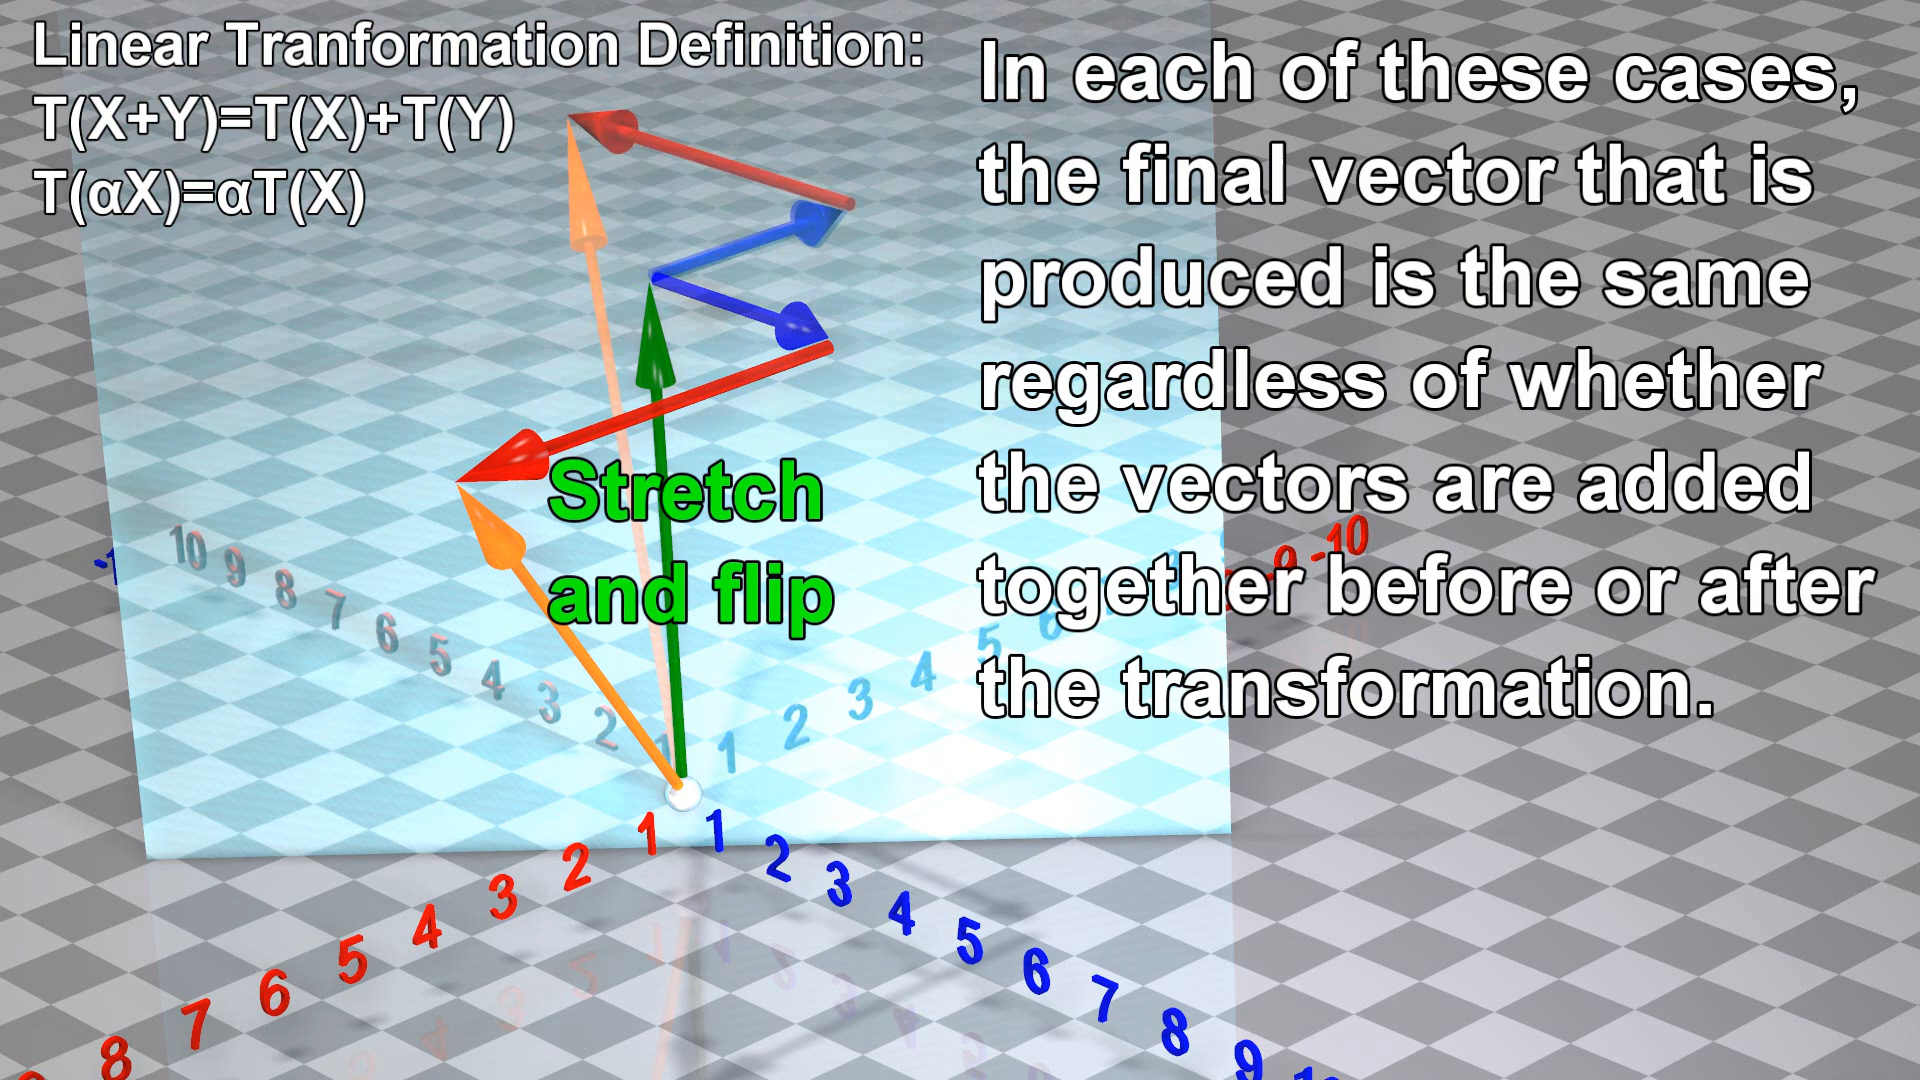 Linear Tranformation Definition:
T(X+Y)=T(X)+T(Y)
T(αX)=αT(X)
In each of these cases,
the final vector that is
produced is the same
regardless of whether
the vectors are added
together before or after
the transformation.
Stretch
and flip
10 9 8 7 6 5 4 3 2 1
1 2 3 4 5 6
-9 -10
1 2 3 4 5 6 7 8
1 2 3 4 5 6 7 8 9